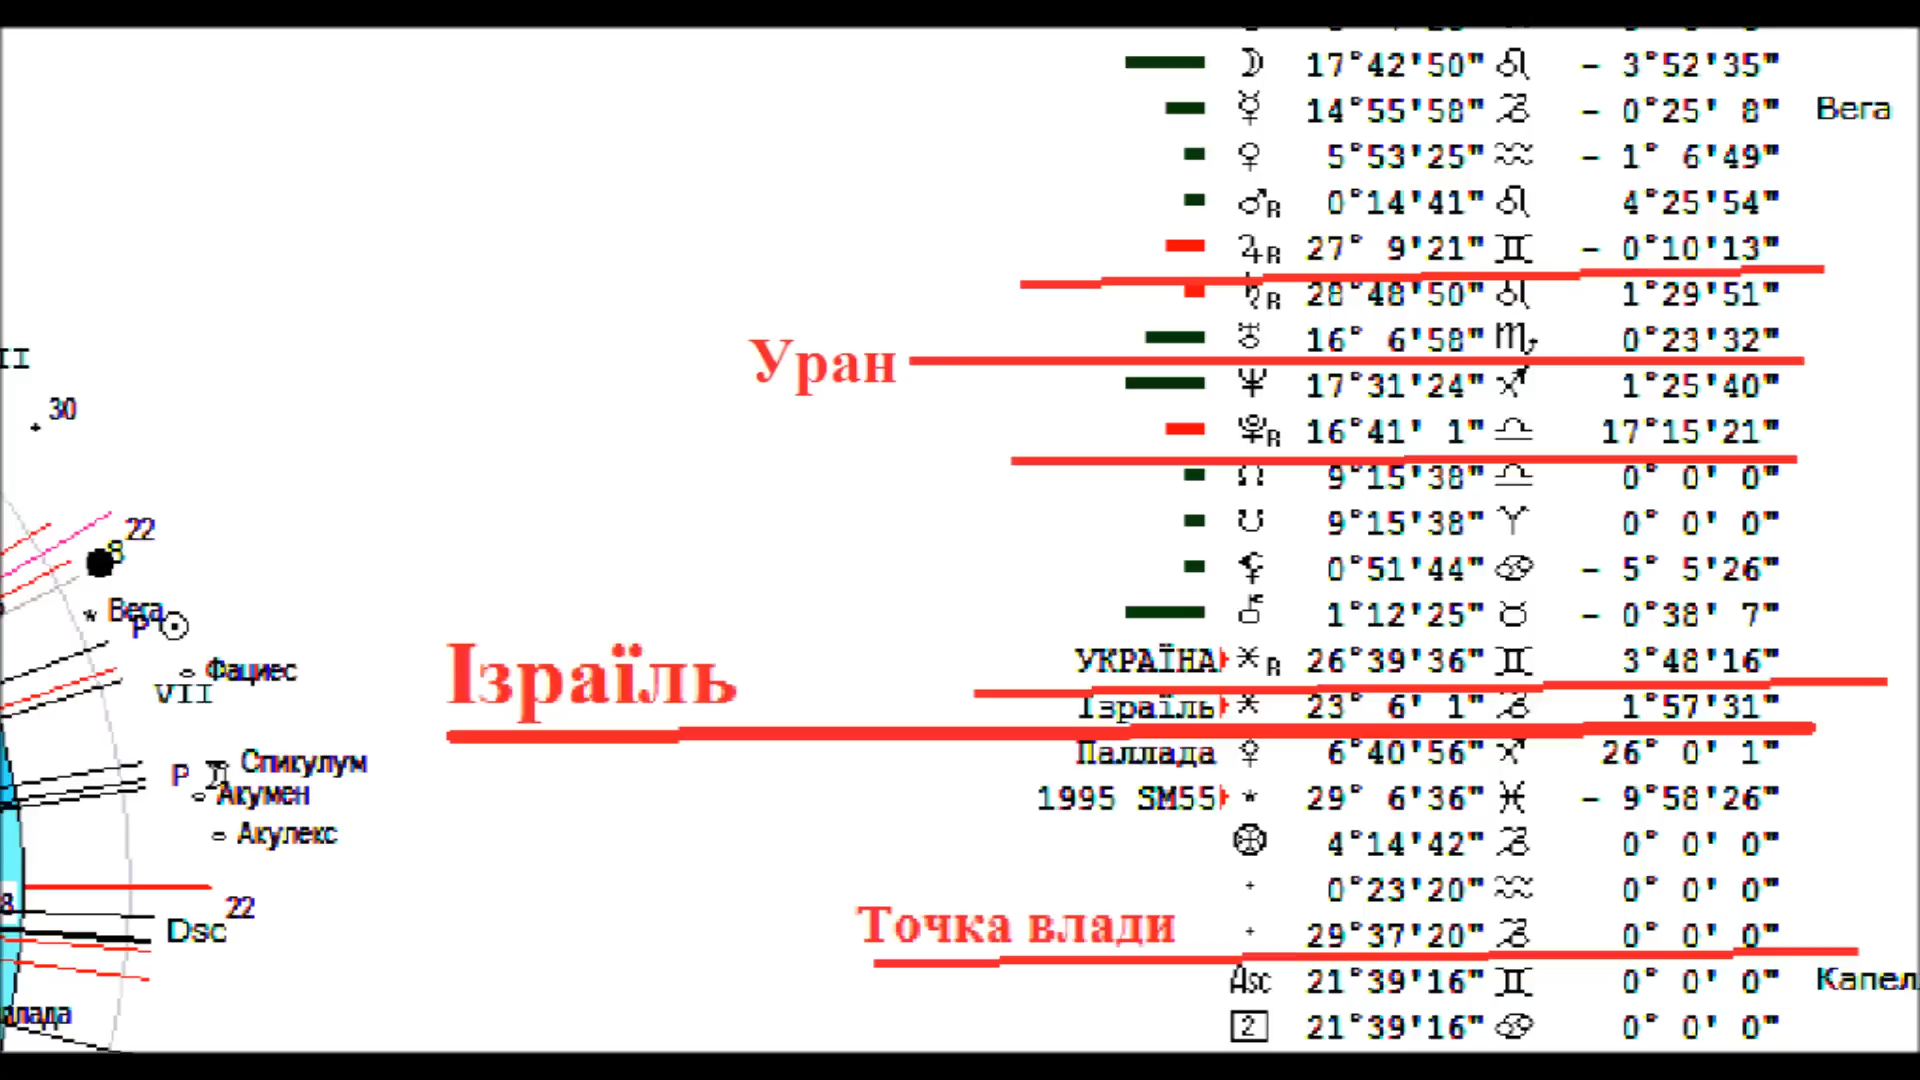 ☽ 17°42'50" ♌ - 3°52'35"
☿ 14°55'58" ♑ - 0°25' 8" Вега
♀ 5°53'25" ♒ - 1° 6'49"
♂R 0°14'41" ♌ 4°25'54"
♃R 27° 9'21" ♊ - 0°10'13"
♄R 28°48'50" ♌ 1°29'51"
♅ 16° 6'58" ♏ 0°23'32"
Уран
♆ 17°31'24" ♐ 1°25'40"
♇R 16°41' 1" ♎ 17°15'21"
☊ 9°15'38" ♎ 0° 0' 0"
☋ 9°15'38" ♈ 0° 0' 0"
⚸ 0°51'44" ♋ - 5° 5'26"
⚷ 1°12'25" ♉ - 0°38' 7"
УКРАЇНА R 26°39'36" ♊ 3°48'16"
Ізраїль
Ізраїль 23° 6' 1" ♑ 1°57'31"
Паллада 6°40'56" ♐ 26° 0' 1"
1995 SM55 * 29° 6'36" ♓ - 9°58'26"
⊗ 4°14'42" ♑ 0° 0' 0"
0°23'20" ♒ 0° 0' 0"
Точка влади
29°37'20" ♑ 0° 0' 0"
Asc 21°39'16" ♊ 0° 0' 0" Капел
2 21°39'16" ♋ 0° 0' 0"
II
30
22
8
* Вега
P ☉
Фациес
VII
P Спикулум
Акумен
Акулекс
8
22
Dsc
лада